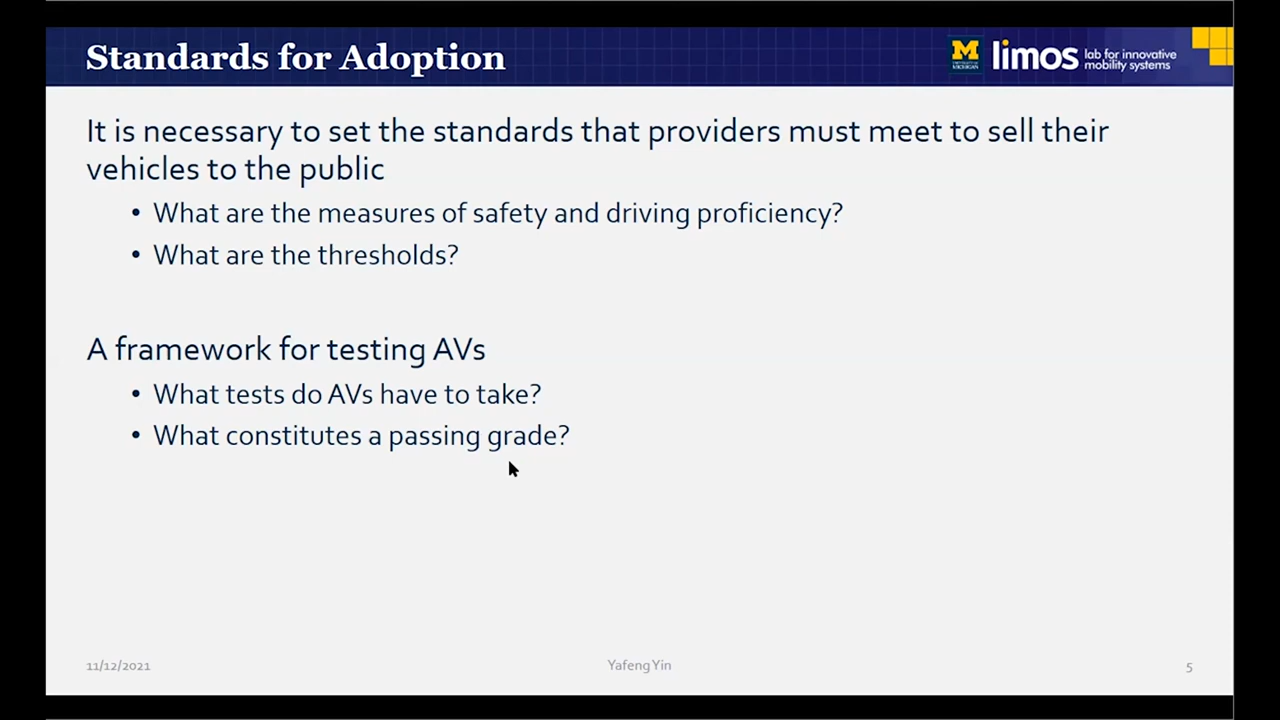 Standards for Adoption
M
UNIVERSITY OF
MICHIGAN
limos
lab for innovative
mobility systems
It is necessary to set the standards that providers must meet to sell their
vehicles to the public
• What are the measures of safety and driving proficiency?
• What are the thresholds?
A framework for testing AVs
• What tests do AVs have to take?
• What constitutes a passing grade?
11/12/2021
Yafeng Yin
5